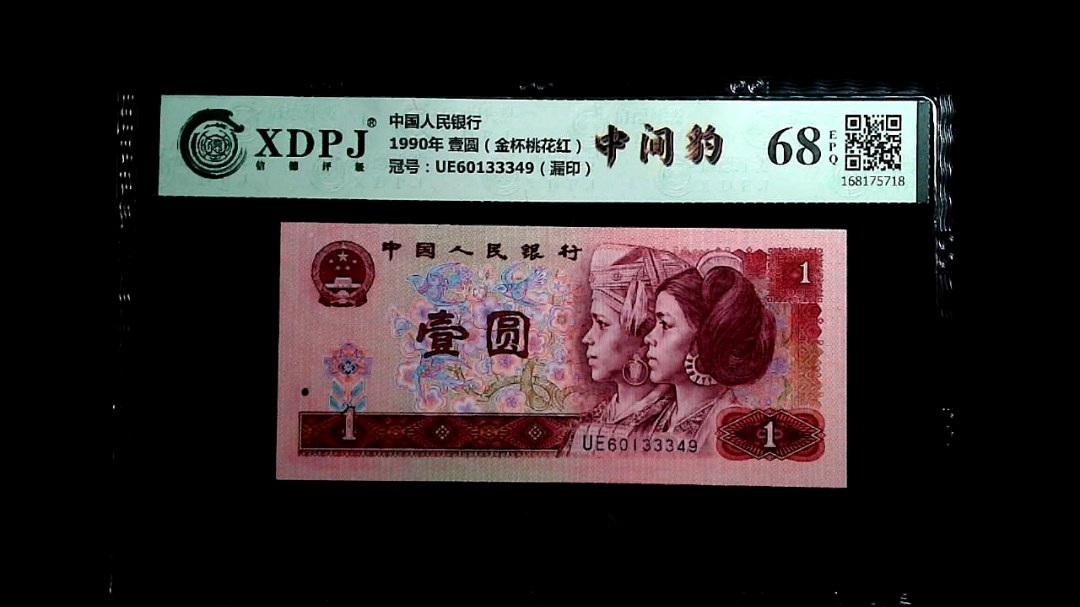 XDPJ®
信德评级
中国人民银行
1990年 壹圆（金杯桃花红）
冠号：UE60133349（漏印）
中间豹
68
EPQ
168175718
中国人民银行
1
壹圆
1
UE60133349
1